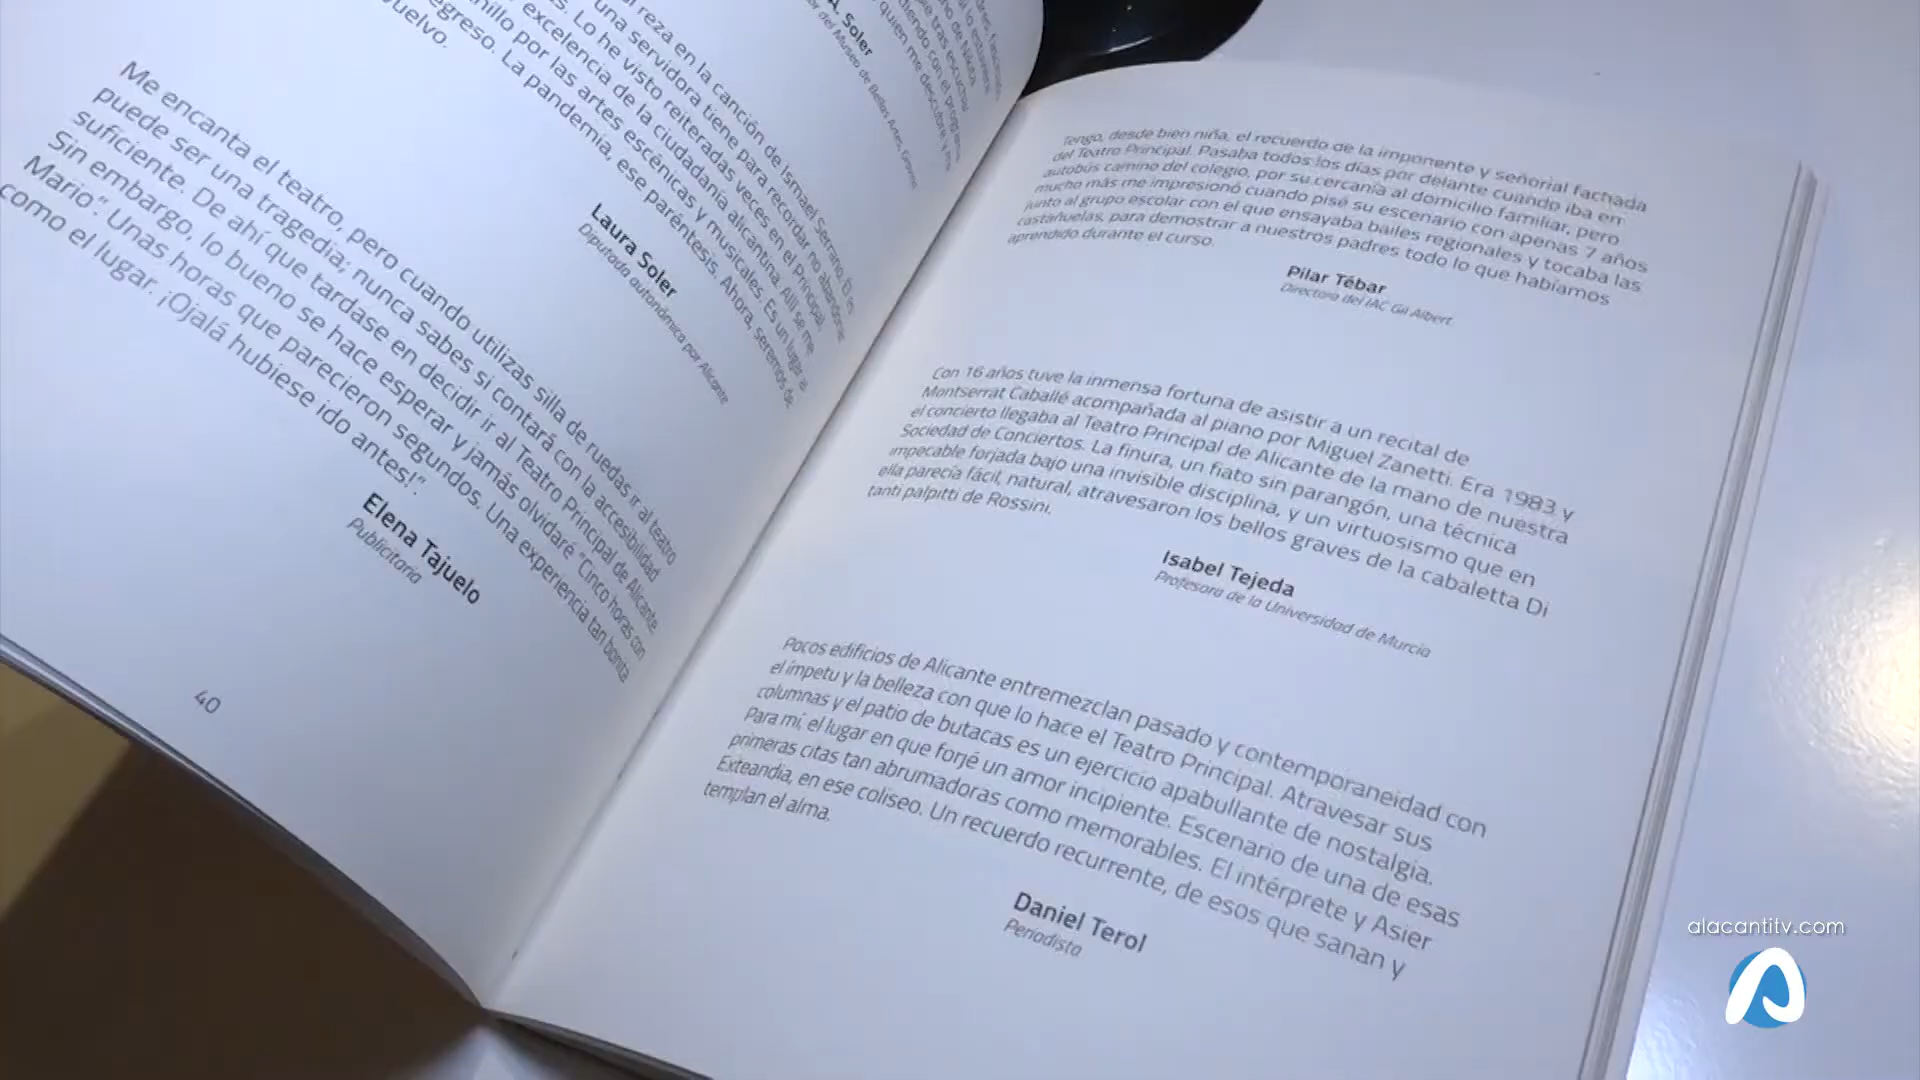 A. Soler
or del Museo de Bellas Artes, Gravina
al reza en la canción de Ismael Serrano,
una servidora tiene para recordar, no abandonarse
Lo he visto reiteradas veces en el Principal,
excelencia de la ciudadanía alicantina. Allí se me
nillo por las artes escénicas y musicales. Es un lugar al
egreso. La pandemia, ese paréntesis. Ahora, seremos de
vuelvo.
Laura Soler
Diputada autonómica por Alicante
Me encanta el teatro, pero cuando utilizas silla de ruedas ir al teatro
puede ser una tragedia; nunca sabes si contará con la accesibilidad
suficiente. De ahí que tardase en decidir ir al Teatro Principal de Alicante.
Sin embargo, lo bueno se hace esperar y jamás olvidaré "Cinco horas con
Mario". Unas horas que parecieron segundos. Una experiencia tan bonita
como el lugar. ¡Ojalá hubiese ido antes!".
Elena Tajuelo
Publicitaria
40
Tengo, desde bien niña, el recuerdo de la imponente y señorial fachada
del Teatro Principal. Pasaba todos los días por delante cuando iba en
autobús camino del colegio, por su cercanía al domicilio familiar, pero
mucho más me impresionó cuando pisé su escenario con apenas 7 años
junto al grupo escolar con el que ensayaba bailes regionales y tocaba las
castañuelas, para demostrar a nuestros padres todo lo que habíamos
aprendido durante el curso.
Pilar Tébar
Directora del IAC Gil Albert
Con 16 años tuve la inmensa fortuna de asistir a un recital de
Montserrat Caballé acompañada al piano por Miguel Zanetti. Era 1983 y
el concierto llegaba al Teatro Principal de Alicante de la mano de nuestra
Sociedad de Conciertos. La finura, un fiato sin parangón, una técnica
impecable forjada bajo una invisible disciplina, y un virtuosismo que en
ella parecía fácil, natural, atravesaron los bellos graves de la cabaletta Di
tanti palpitti de Rossini.
Isabel Tejeda
Profesora de la Universidad de Murcia
Pocos edificios de Alicante entremezclan pasado y contemporaneidad con
el ímpetu y la belleza con que lo hace el Teatro Principal. Atravesar sus
columnas y el patio de butacas es un ejercicio apabullante de nostalgia.
Para mí, el lugar en que forjé un amor incipiente. Escenario de una de esas
primeras citas tan abrumadoras como memorables. El intérprete y Asier
Exteandia, en ese coliseo. Un recuerdo recurrente, de esos que sanan y
templan el alma.
Daniel Terol
Periodista
alacantitv.com